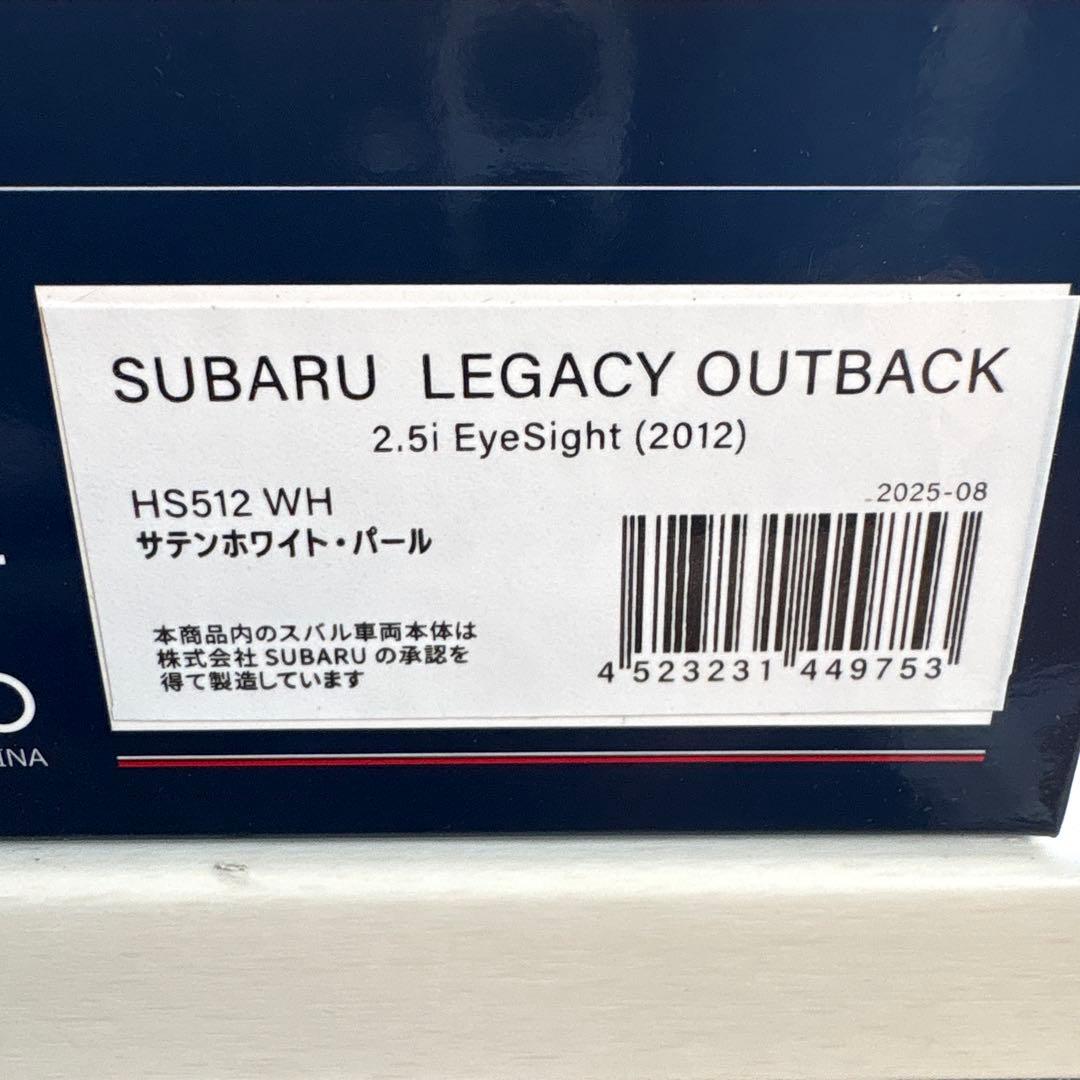 SUBARU LEGACY OUTBACK
2.5i EyeSight (2012)
HS512 WH
2025-08
サテンホワイト・パール
本商品内のスバル車両本体は
株式会社 SUBARU の承認を
得て製造しています
4 523231 449753